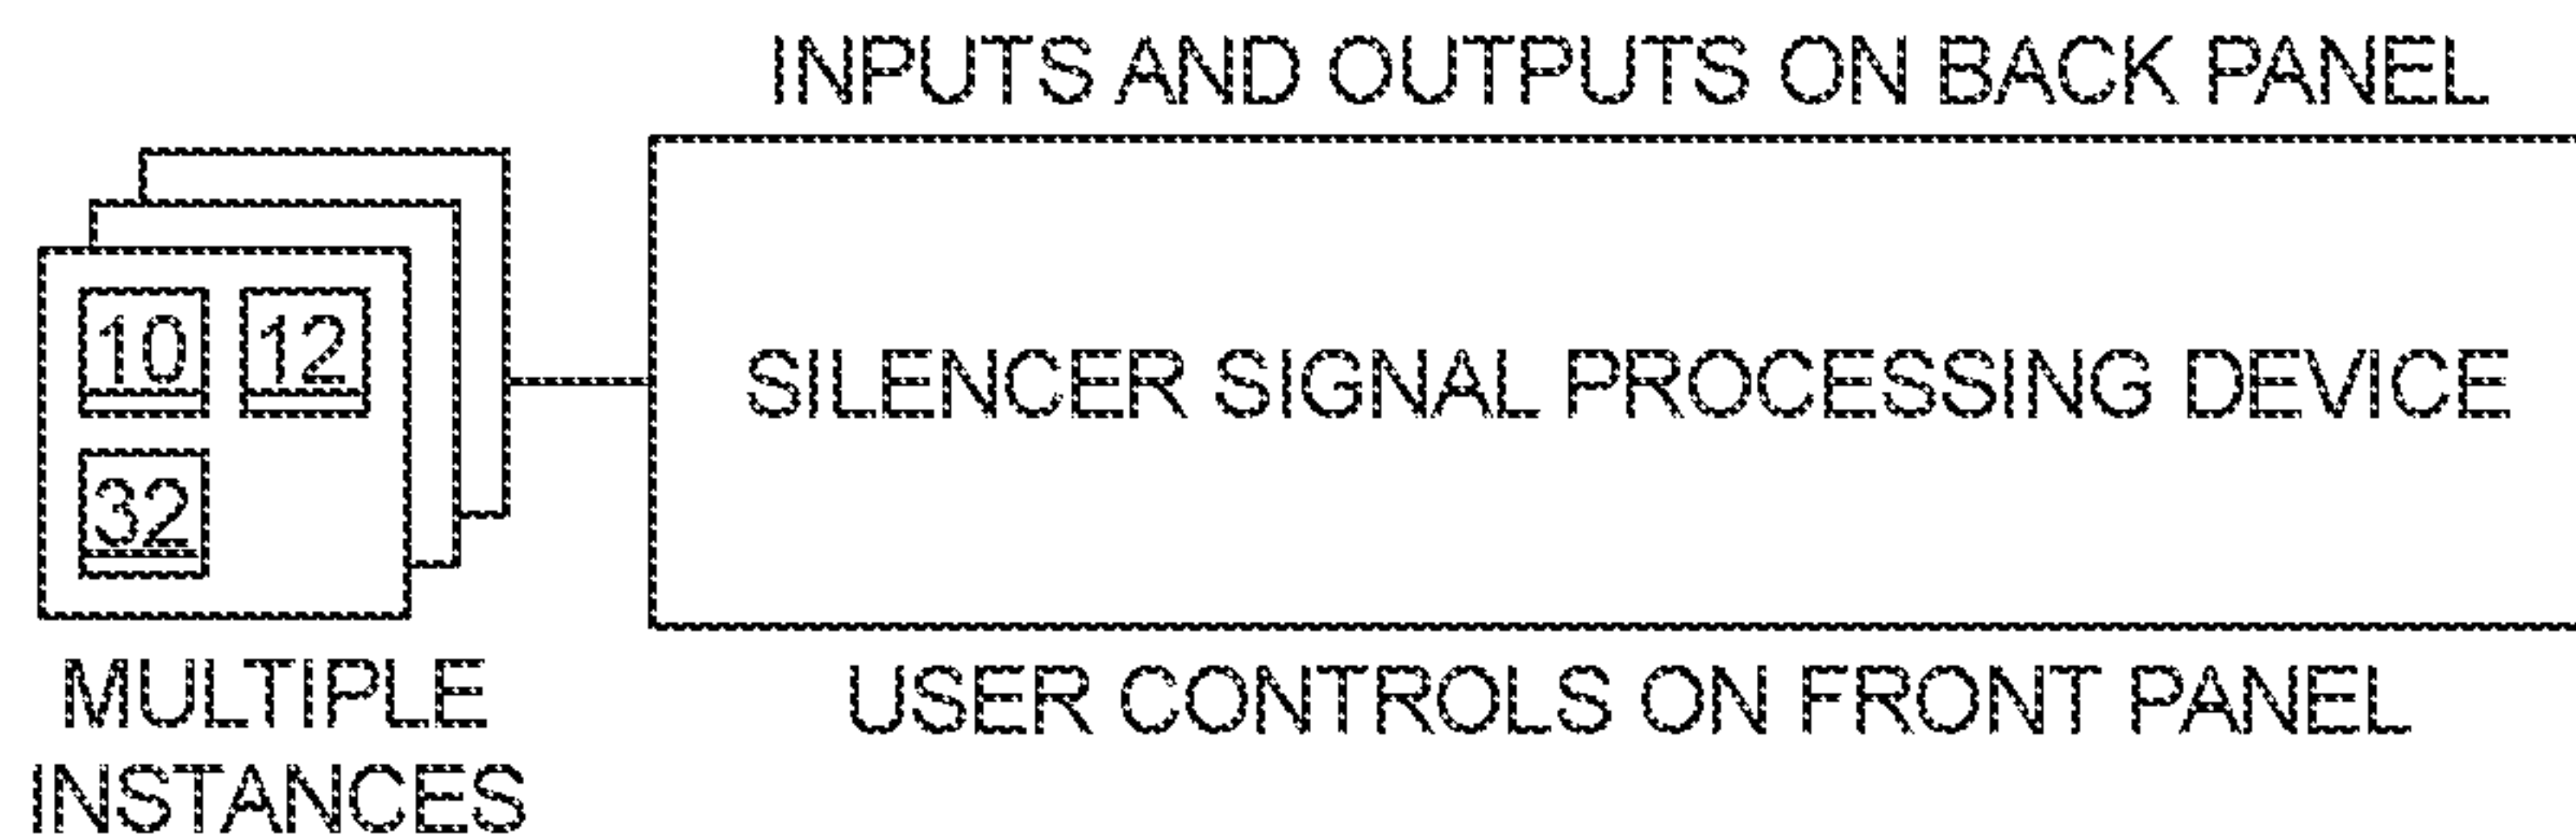 INPUTS AND OUTPUTS ON BACK PANEL
10 12
32
SILENCER SIGNAL PROCESSING DEVICE
MULTIPLE
INSTANCES
USER CONTROLS ON FRONT PANEL